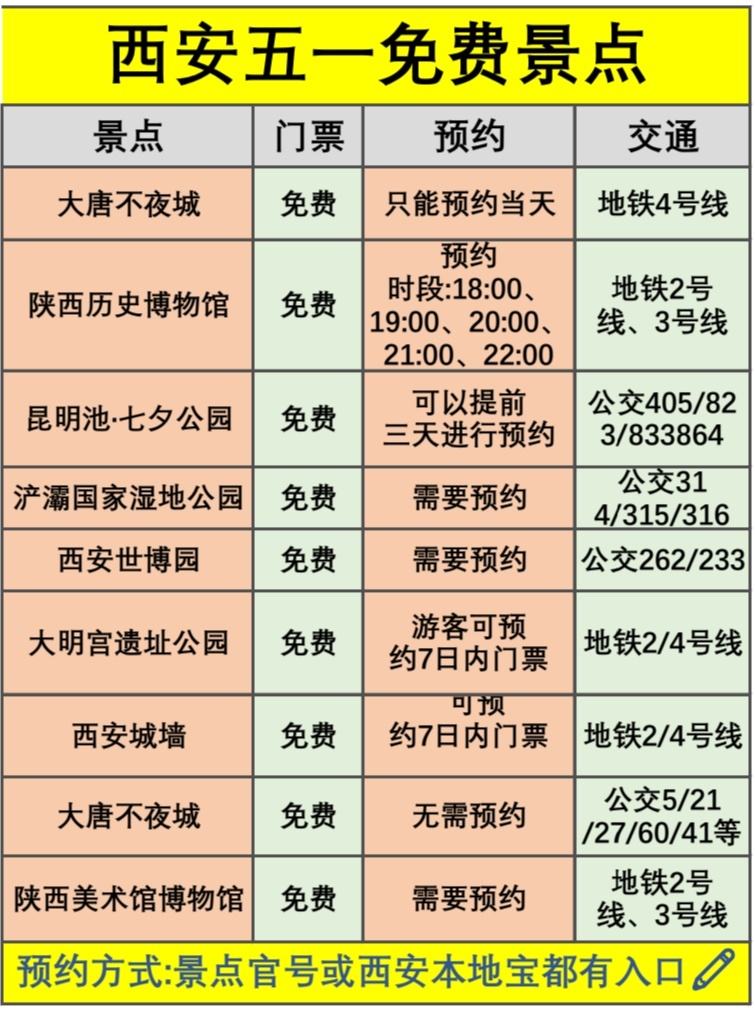 西安五一免费景点
景点 门票 预约 交通
大唐不夜城 免费 只能预约当天 地铁4号线
陕西历史博物馆 免费
预约
时段:18:00、
19:00、20:00、
21:00、22:00
地铁2号
线、3号线
昆明池·七夕公园 免费
可以提前
三天进行预约
公交405/82
3/833864
浐灞国家湿地公园 免费 需要预约
公交31
4/315/316
西安世博园 免费 需要预约 公交262/233
大明宫遗址公园 免费
游客可预
约7日内门票
地铁2/4号线
西安城墙 免费
可预
约7日内门票
地铁2/4号线
大唐不夜城 免费 无需预约
公交5/21
/27/60/41等
陕西美术馆博物馆 免费 需要预约
地铁2号
线、3号线
预约方式:景点官号或西安本地宝都有入口